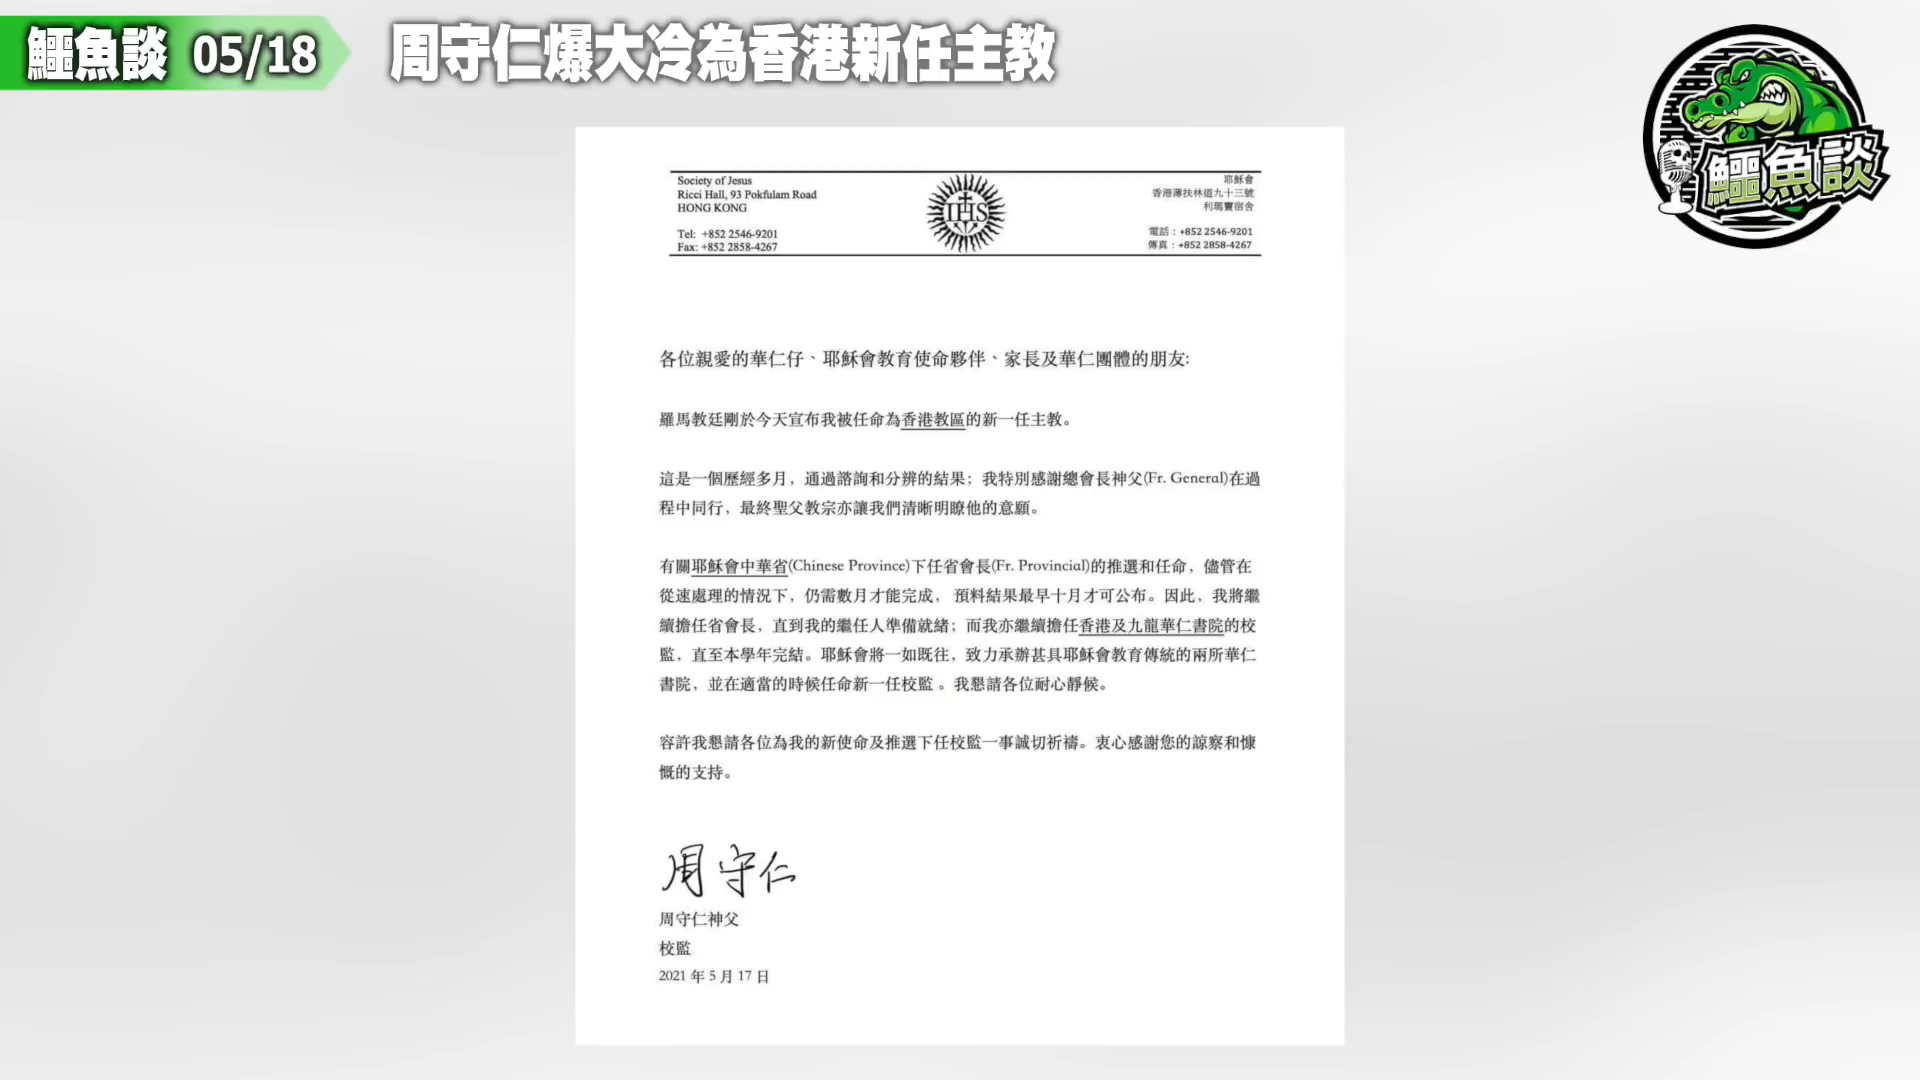 鱷魚談 05/18 周守仁爆大冷為香港新任主教
鱷魚談
Society of Jesus
Ricci Hall, 93 Pokfulam Road
HONG KONG
Tel: +852 2546-9201
Fax: +852 2858-4267
IHS
耶穌會
香港薄扶林道九十三號
利瑪竇宿舍
電話：+852 2546-9201
傳真：+852 2858-4267
各位親愛的華仁仔、耶穌會教育使命夥伴、家長及華仁團體的朋友:
羅馬教廷剛於今天宣布我被任命為香港教區的新一任主教。
這是一個歷經多月，通過諮詢和分辨的結果；我特別感謝總會長神父(Fr. General)在過
程中同行，最終聖父教宗亦讓我們清晰明瞭他的意願。
有關耶穌會中華省(Chinese Province)下任省會長(Fr. Provincial)的推選和任命，儘管在
從速處理的情況下，仍需數月才能完成， 預料結果最早十月才可公布。因此，我將繼
續擔任省會長，直到我的繼任人準備就緒；而我亦繼續擔任香港及九龍華仁書院的校
監，直至本學年完結。耶穌會將一如既往，致力承辦甚具耶穌會教育傳統的兩所華仁
書院，並在適當的時候任命新一任校監 。我懇請各位耐心靜候。
容許我懇請各位為我的新使命及推選下任校監一事誠切祈禱。衷心感謝您的諒察和慷
慨的支持。
周守仁
周守仁神父
校監
2021 年 5 月 17 日